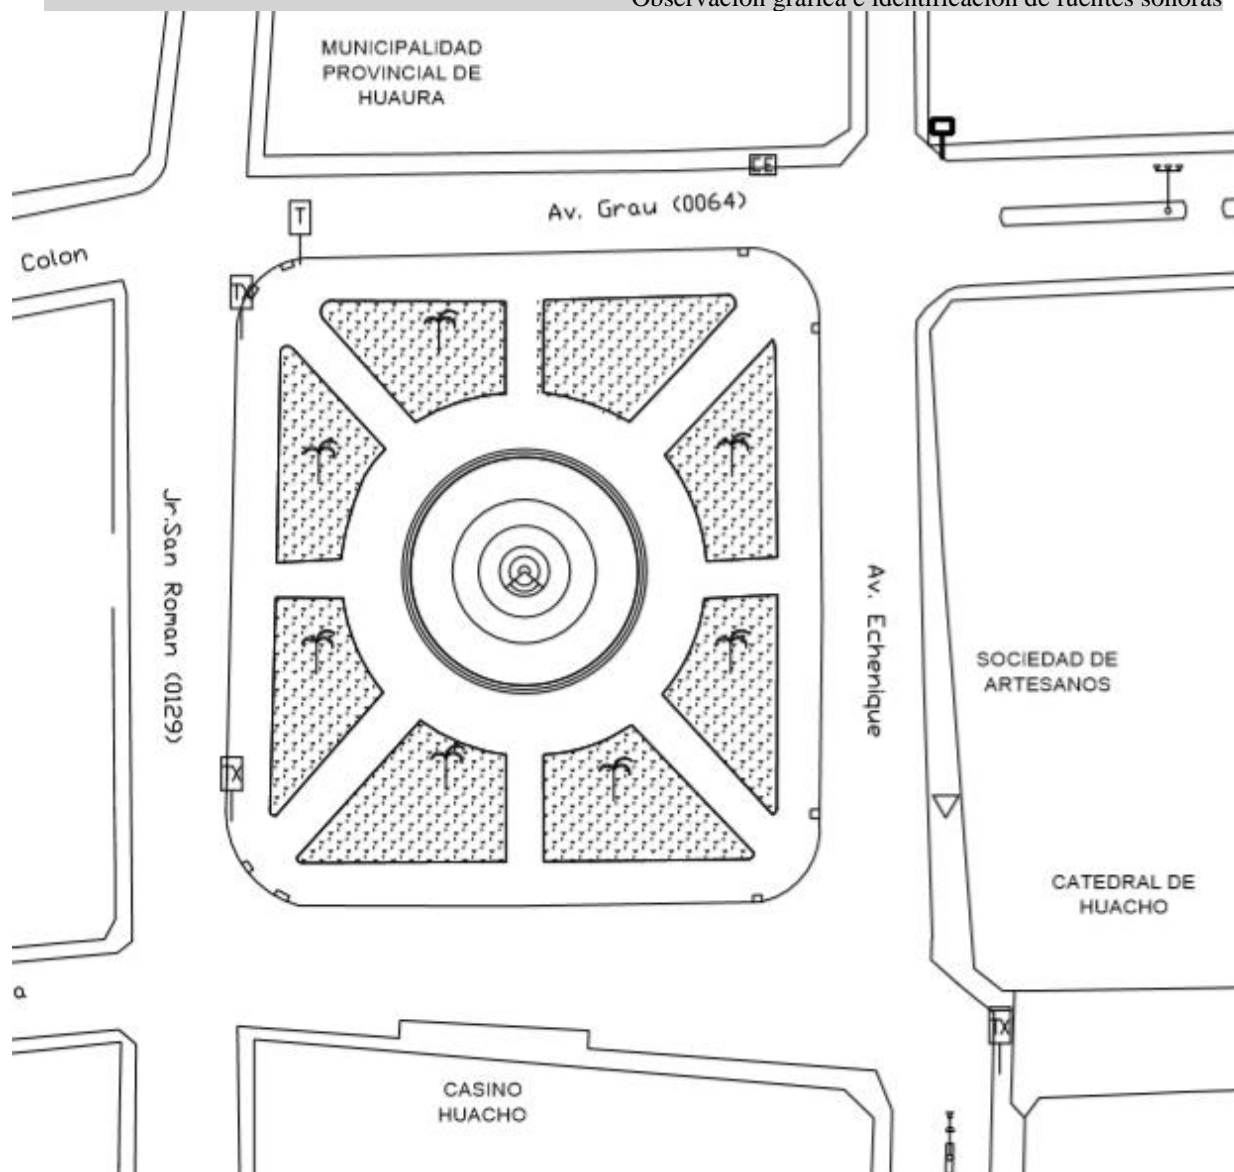 Observación gráfica e identificación de fuentes sonoras
MUNICIPALIDAD
PROVINCIAL DE
HUAURA
CE
Av. Grau (0064)
T
Colon
TX
Jr.San Roman (0129)
Av. Echenique
SOCIEDAD DE
ARTESANOS
TX
CATEDRAL DE
HUACHO
a
TX
CASINO
HUACHO